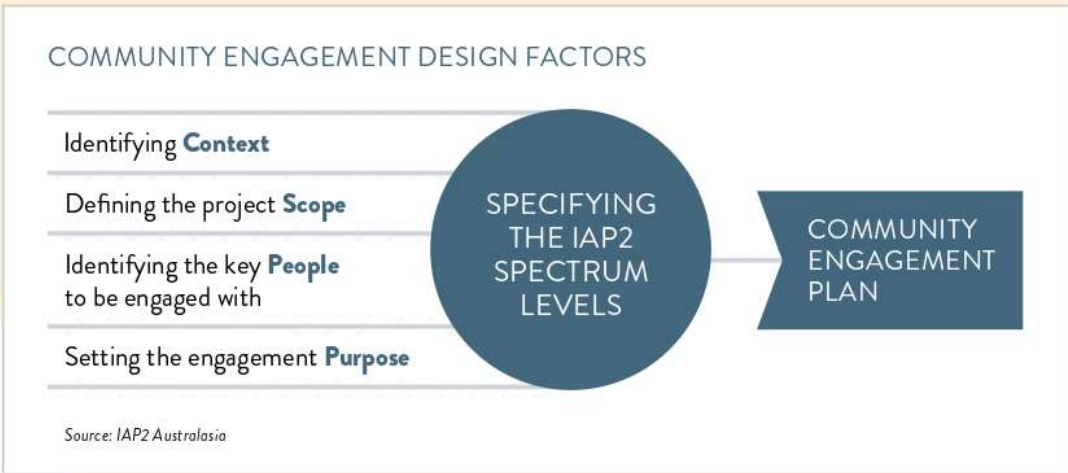 COMMUNITY ENGAGEMENT DESIGN FACTORS
Identifying Context
Defining the project Scope
Identifying the key People
to be engaged with
Setting the engagement Purpose
SPECIFYING
THE IAP2
SPECTRUM
LEVELS
COMMUNITY
ENGAGEMENT
PLAN
Source: IAP2 Australasia